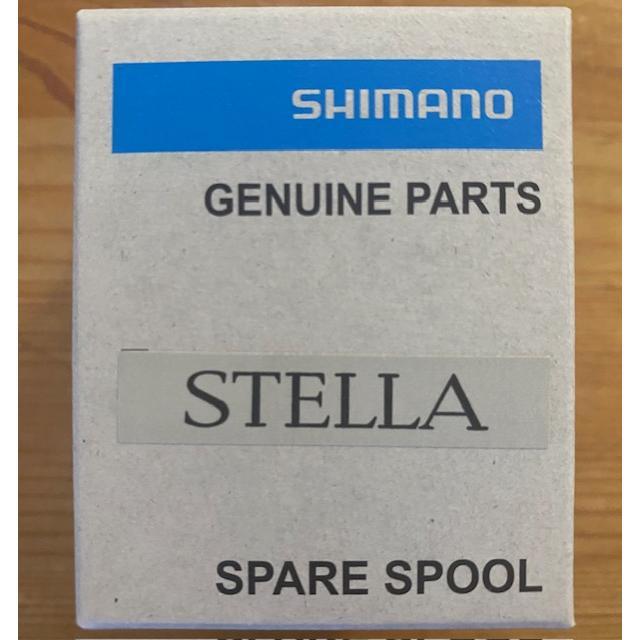 SHIMANO
GENUINE PARTS
STELLA
SPARE SPOOL